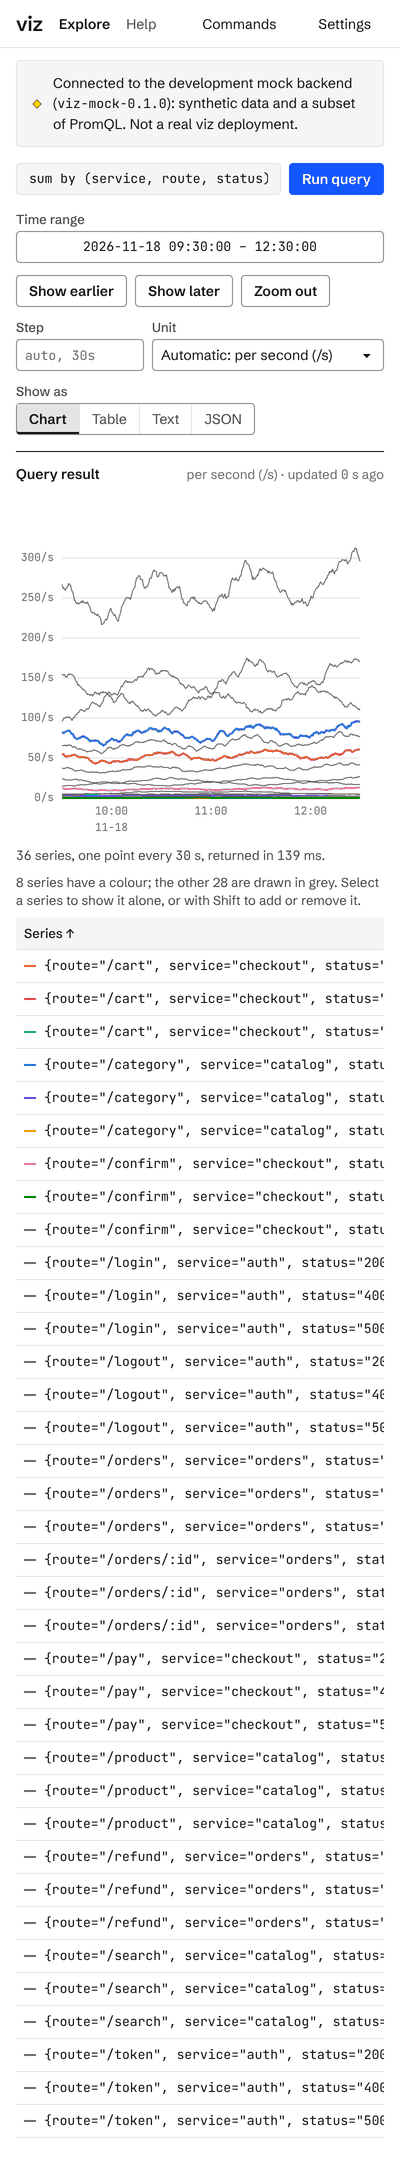 viz Explore Help Commands Settings
Connected to the development mock backend
(viz-mock-0.1.0): synthetic data and a subset
of PromQL. Not a real viz deployment.
sum by (service, route, status) Run query
Time range
2026-11-18 09:30:00 – 12:30:00
Show earlier Show later Zoom out
Step Unit
auto, 30s Automatic: per second (/s)
Show as
Chart Table Text JSON
Query result per second (/s) · updated 0 s ago
300/s
250/s
200/s
150/s
100/s
50/s
0/s
10:00 11:00 12:00
11-18
36 series, one point every 30 s, returned in 139 ms.
8 series have a colour; the other 28 are drawn in grey. Select
a series to show it alone, or with Shift to add or remove it.
Series ↑
{route="/cart", service="checkout", status="
{route="/cart", service="checkout", status="
{route="/cart", service="checkout", status="
{route="/category", service="catalog", statu
{route="/category", service="catalog", statu
{route="/category", service="catalog", statu
{route="/confirm", service="checkout", statu
{route="/confirm", service="checkout", statu
{route="/confirm", service="checkout", statu
{route="/login", service="auth", status="200
{route="/login", service="auth", status="400
{route="/login", service="auth", status="500
{route="/logout", service="auth", status="20
{route="/logout", service="auth", status="40
{route="/logout", service="auth", status="50
{route="/orders", service="orders", status="
{route="/orders", service="orders", status="
{route="/orders", service="orders", status="
{route="/orders/:id", service="orders", stat
{route="/orders/:id", service="orders", stat
{route="/orders/:id", service="orders", stat
{route="/pay", service="checkout", status="2
{route="/pay", service="checkout", status="4
{route="/pay", service="checkout", status="5
{route="/product", service="catalog", status
{route="/product", service="catalog", status
{route="/product", service="catalog", status
{route="/refund", service="orders", status="
{route="/refund", service="orders", status="
{route="/refund", service="orders", status="
{route="/search", service="catalog", status=
{route="/search", service="catalog", status=
{route="/search", service="catalog", status=
{route="/token", service="auth", status="200
{route="/token", service="auth", status="400
{route="/token", service="auth", status="500